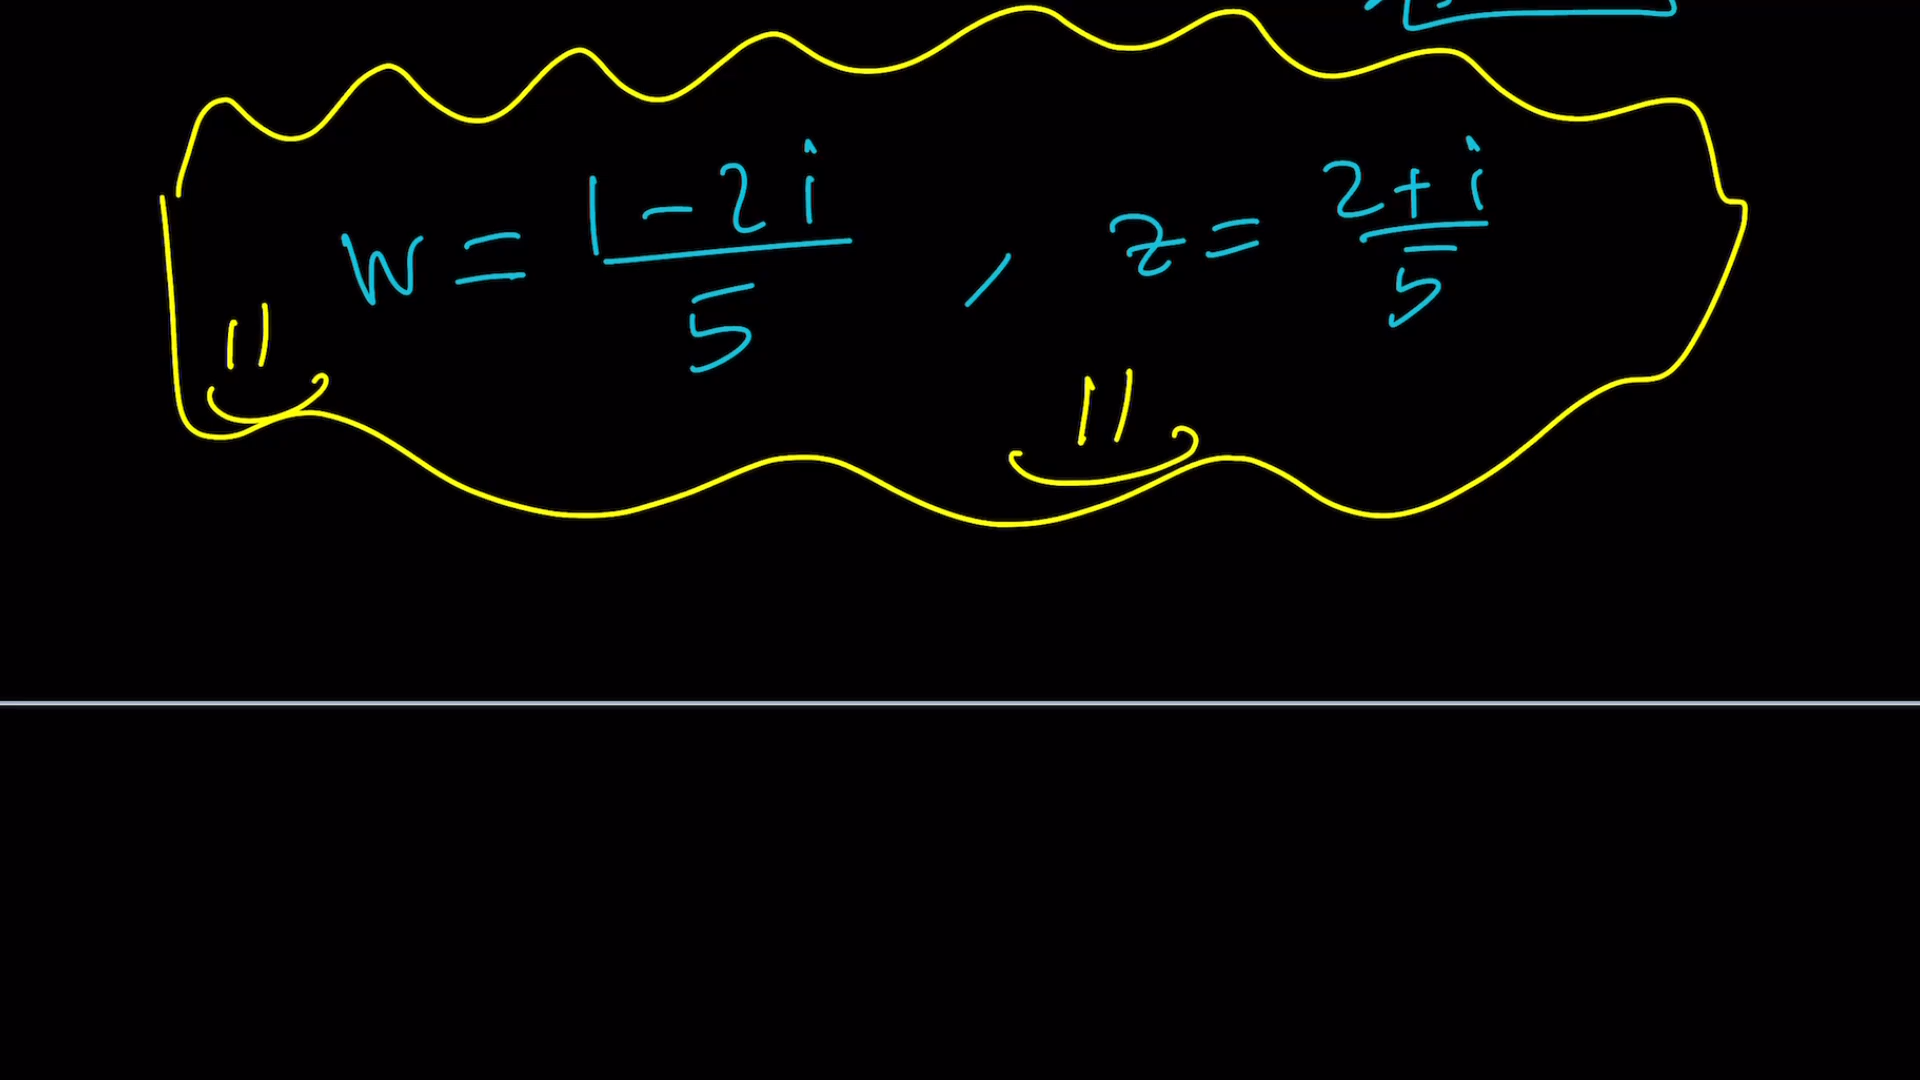 w = (1-2i)/5 , z = (2+i)/5